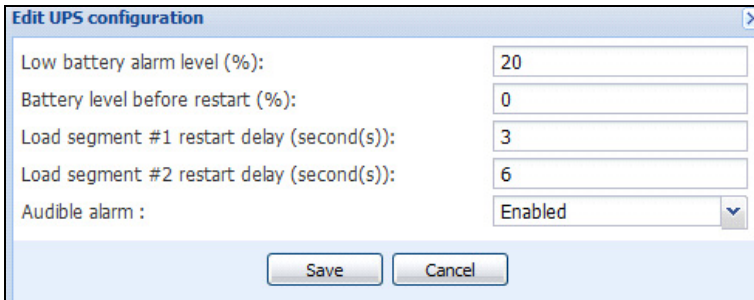 Edit UPS configuration
Low battery alarm level (%): 20
Battery level before restart (%): 0
Load segment #1 restart delay (second(s)): 3
Load segment #2 restart delay (second(s)): 6
Audible alarm : Enabled
Save Cancel